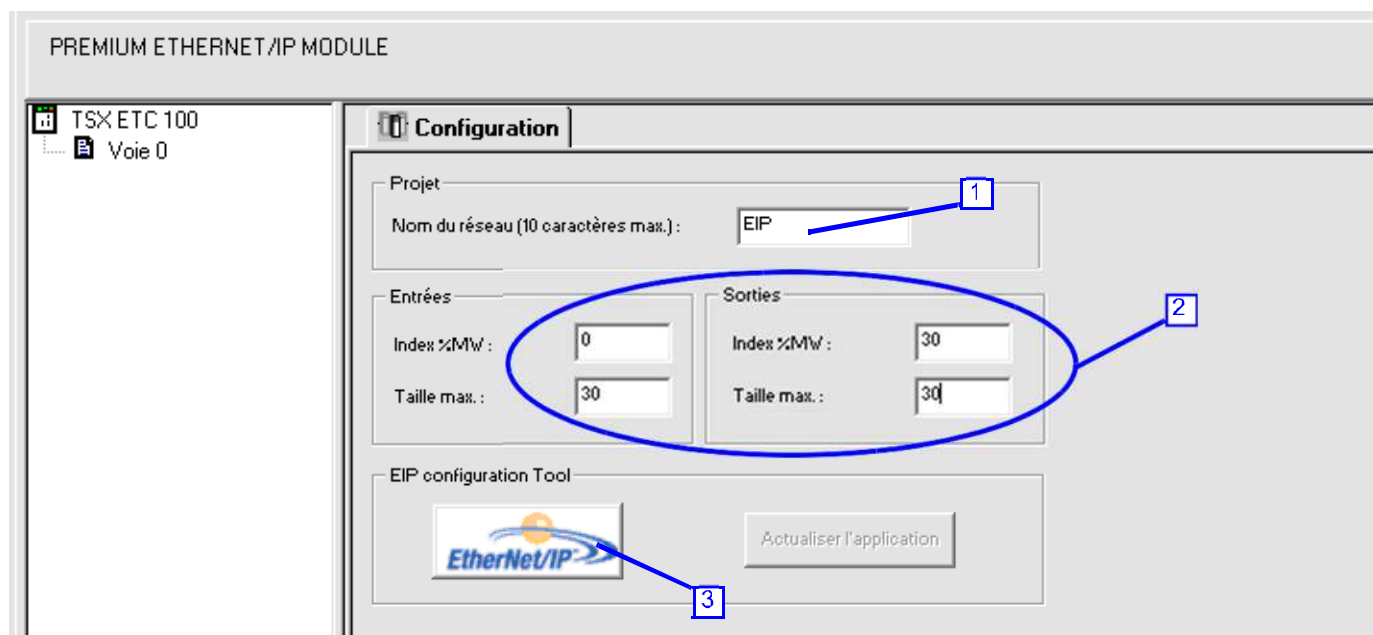 PREMIUM ETHERNET/IP MODULE
TSX ETC 100
Voie 0
Configuration
Projet
Nom du réseau (10 caractères max.) :
EIP
1
Entrées
Index %MW :
0
Taille max. :
30
Sorties
Index %MW :
30
Taille max. :
30
2
EIP configuration Tool
EtherNet/IP
Actualiser l'application
3